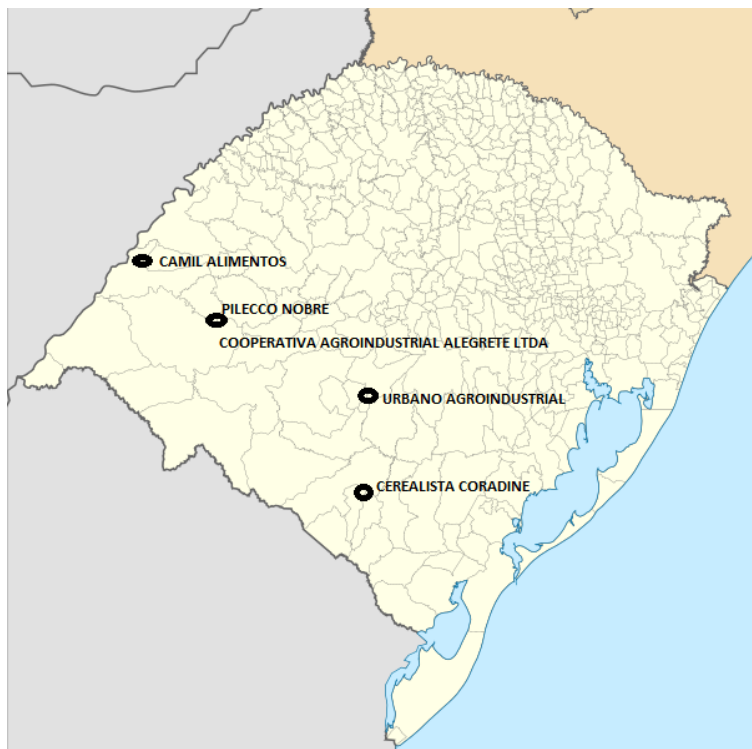 CAMIL ALIMENTOS
PILECCO NOBRE
COOPERATIVA AGROINDUSTRIAL ALEGRETE LTDA
URBANO AGROINDUSTRIAL
CEREALISTA CORADINE